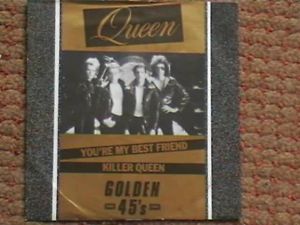 Queen
YOU'RE MY BEST FRIEND
KILLER QUEEN
GOLDEN
45's